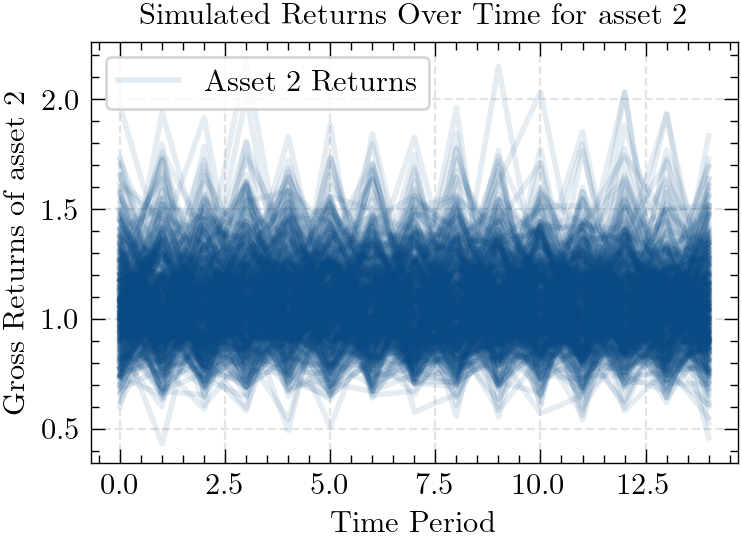 Simulated Returns Over Time for asset 2
Asset 2 Returns
Gross Returns of asset 2
2.0
1.5
1.0
0.5
0.0 2.5 5.0 7.5 10.0 12.5
Time Period